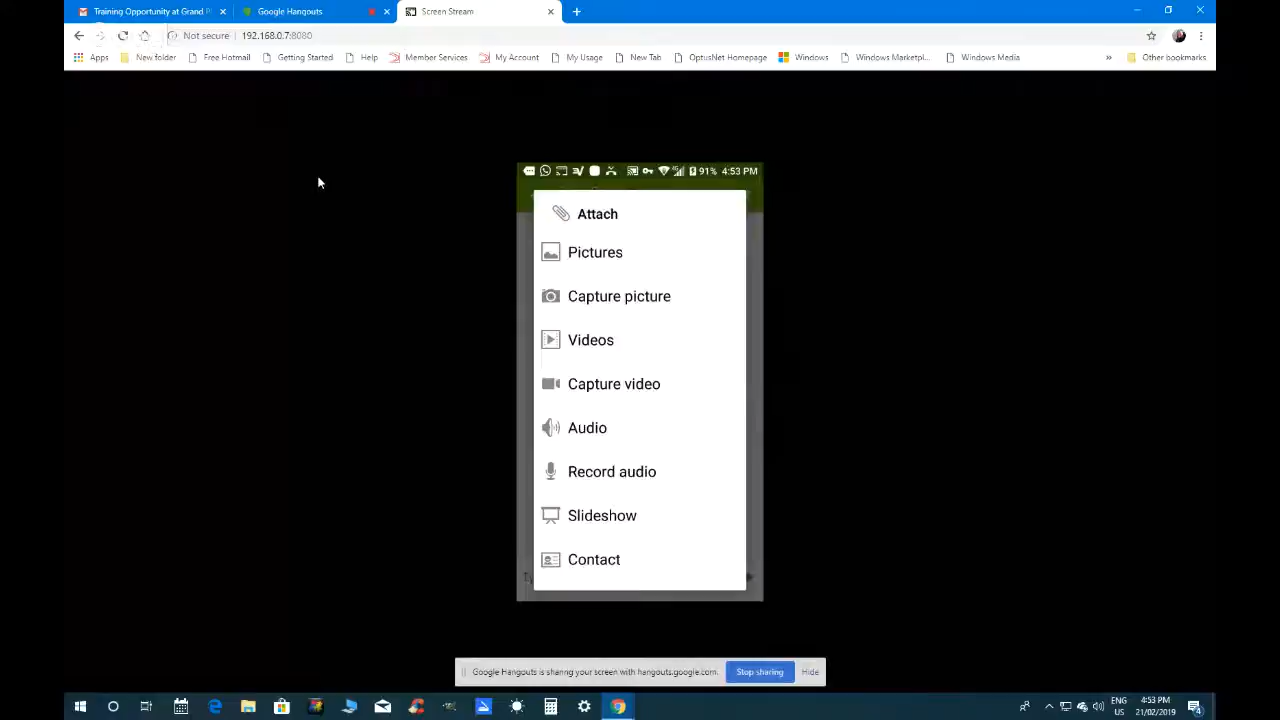 Training Opportunity at Grand P
Google Hangouts
Screen Stream
Not secure
192.168.0.7:8080
Apps
New folder
Free Hotmail
Getting Started
Help
Member Services
My Account
My Usage
New Tab
OptusNet Homepage
Windows
Windows Marketpl...
Windows Media
»
Other bookmarks
91% 4:53 PM
Attach
Pictures
Capture picture
Videos
Capture video
Audio
Record audio
Slideshow
Contact
Google Hangouts is sharing your screen with hangouts.google.com.
Stop sharing
Hide
ENG
US
4:53 PM
21/02/2019